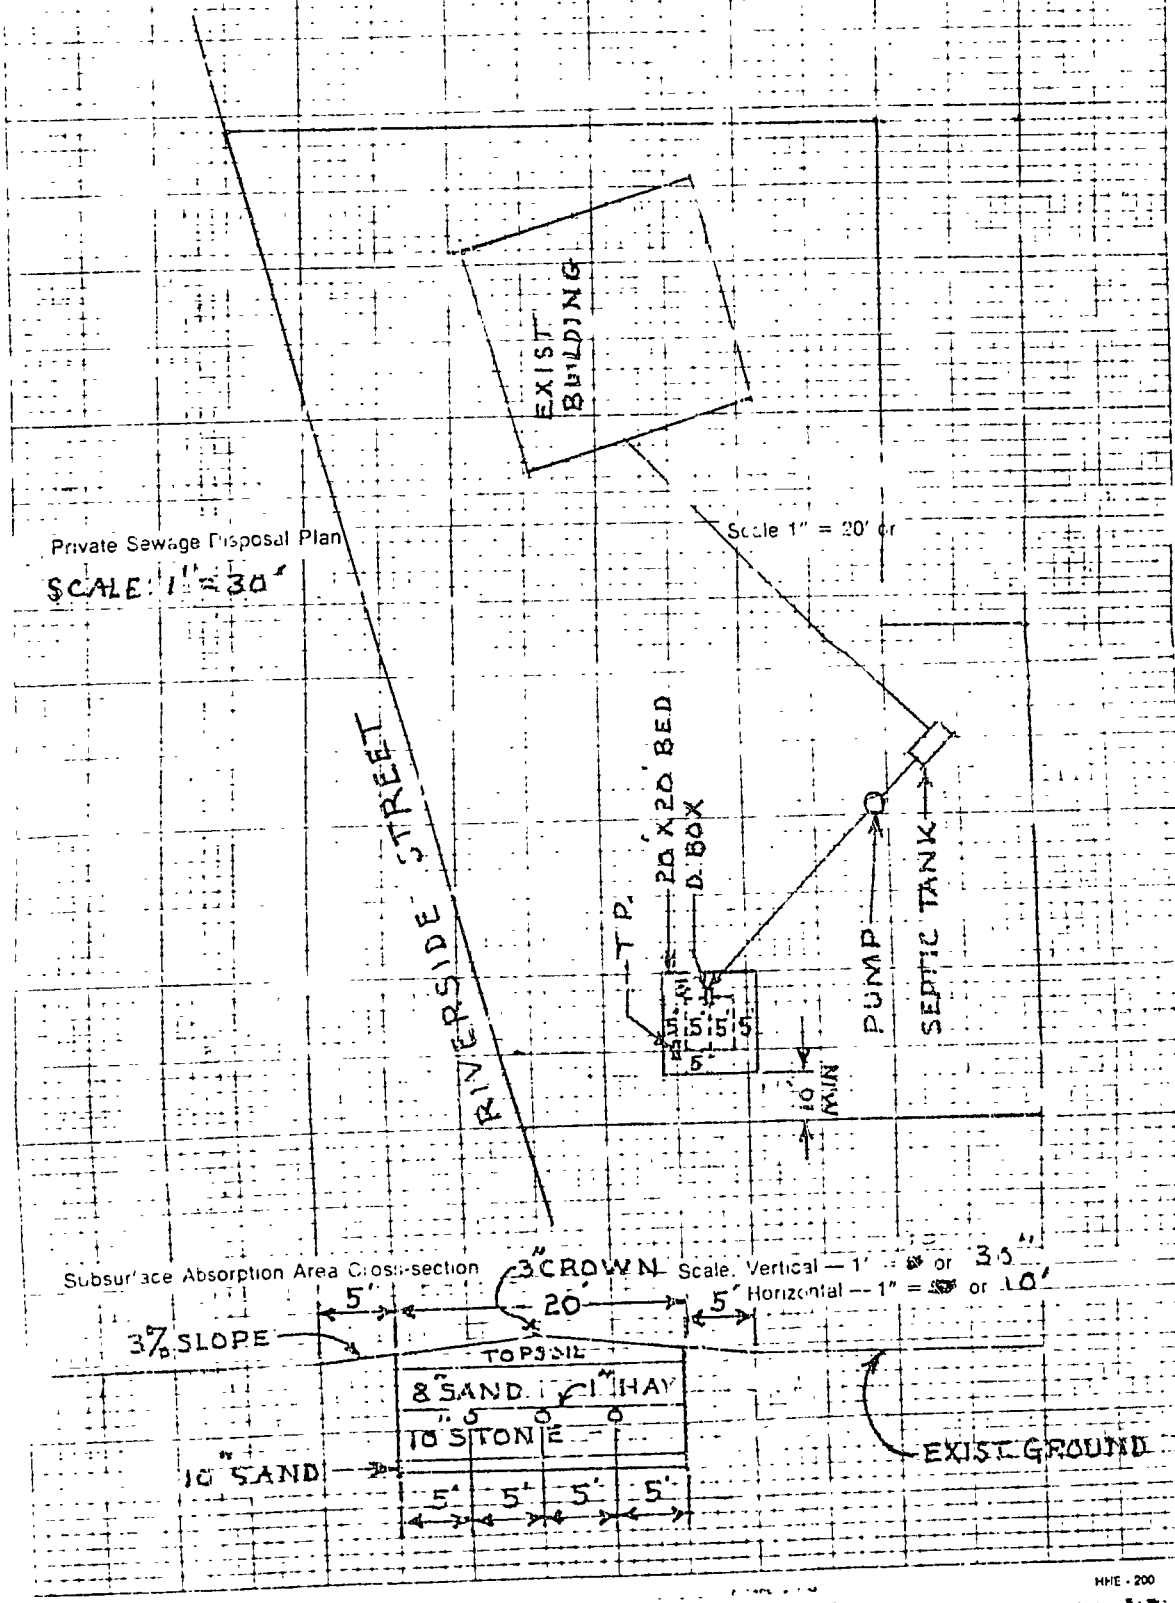 EXIST
BUILDING
Private Sewage Disposal Plan
Scale 1" = 20' or
SCALE: 1" = 30'
RIVERSIDE STREET
T.P.
20' X 20' BED
D. BOX
PUMP
SEPTIC TANK
5' 5' 5' 5'
5'
10'
MIN
Subsurface Absorption Area Cross-section
3" CROWN
Scale: Vertical — 1" = or 3.5"
Horizontal — 1" = or 10'
5'
20'
5'
3% SLOPE
TOPSOIL
8" SAND
1" HAY
10" STONE
10" SAND
EXIST. GROUND
5' 5' 5' 5'
HHE - 200